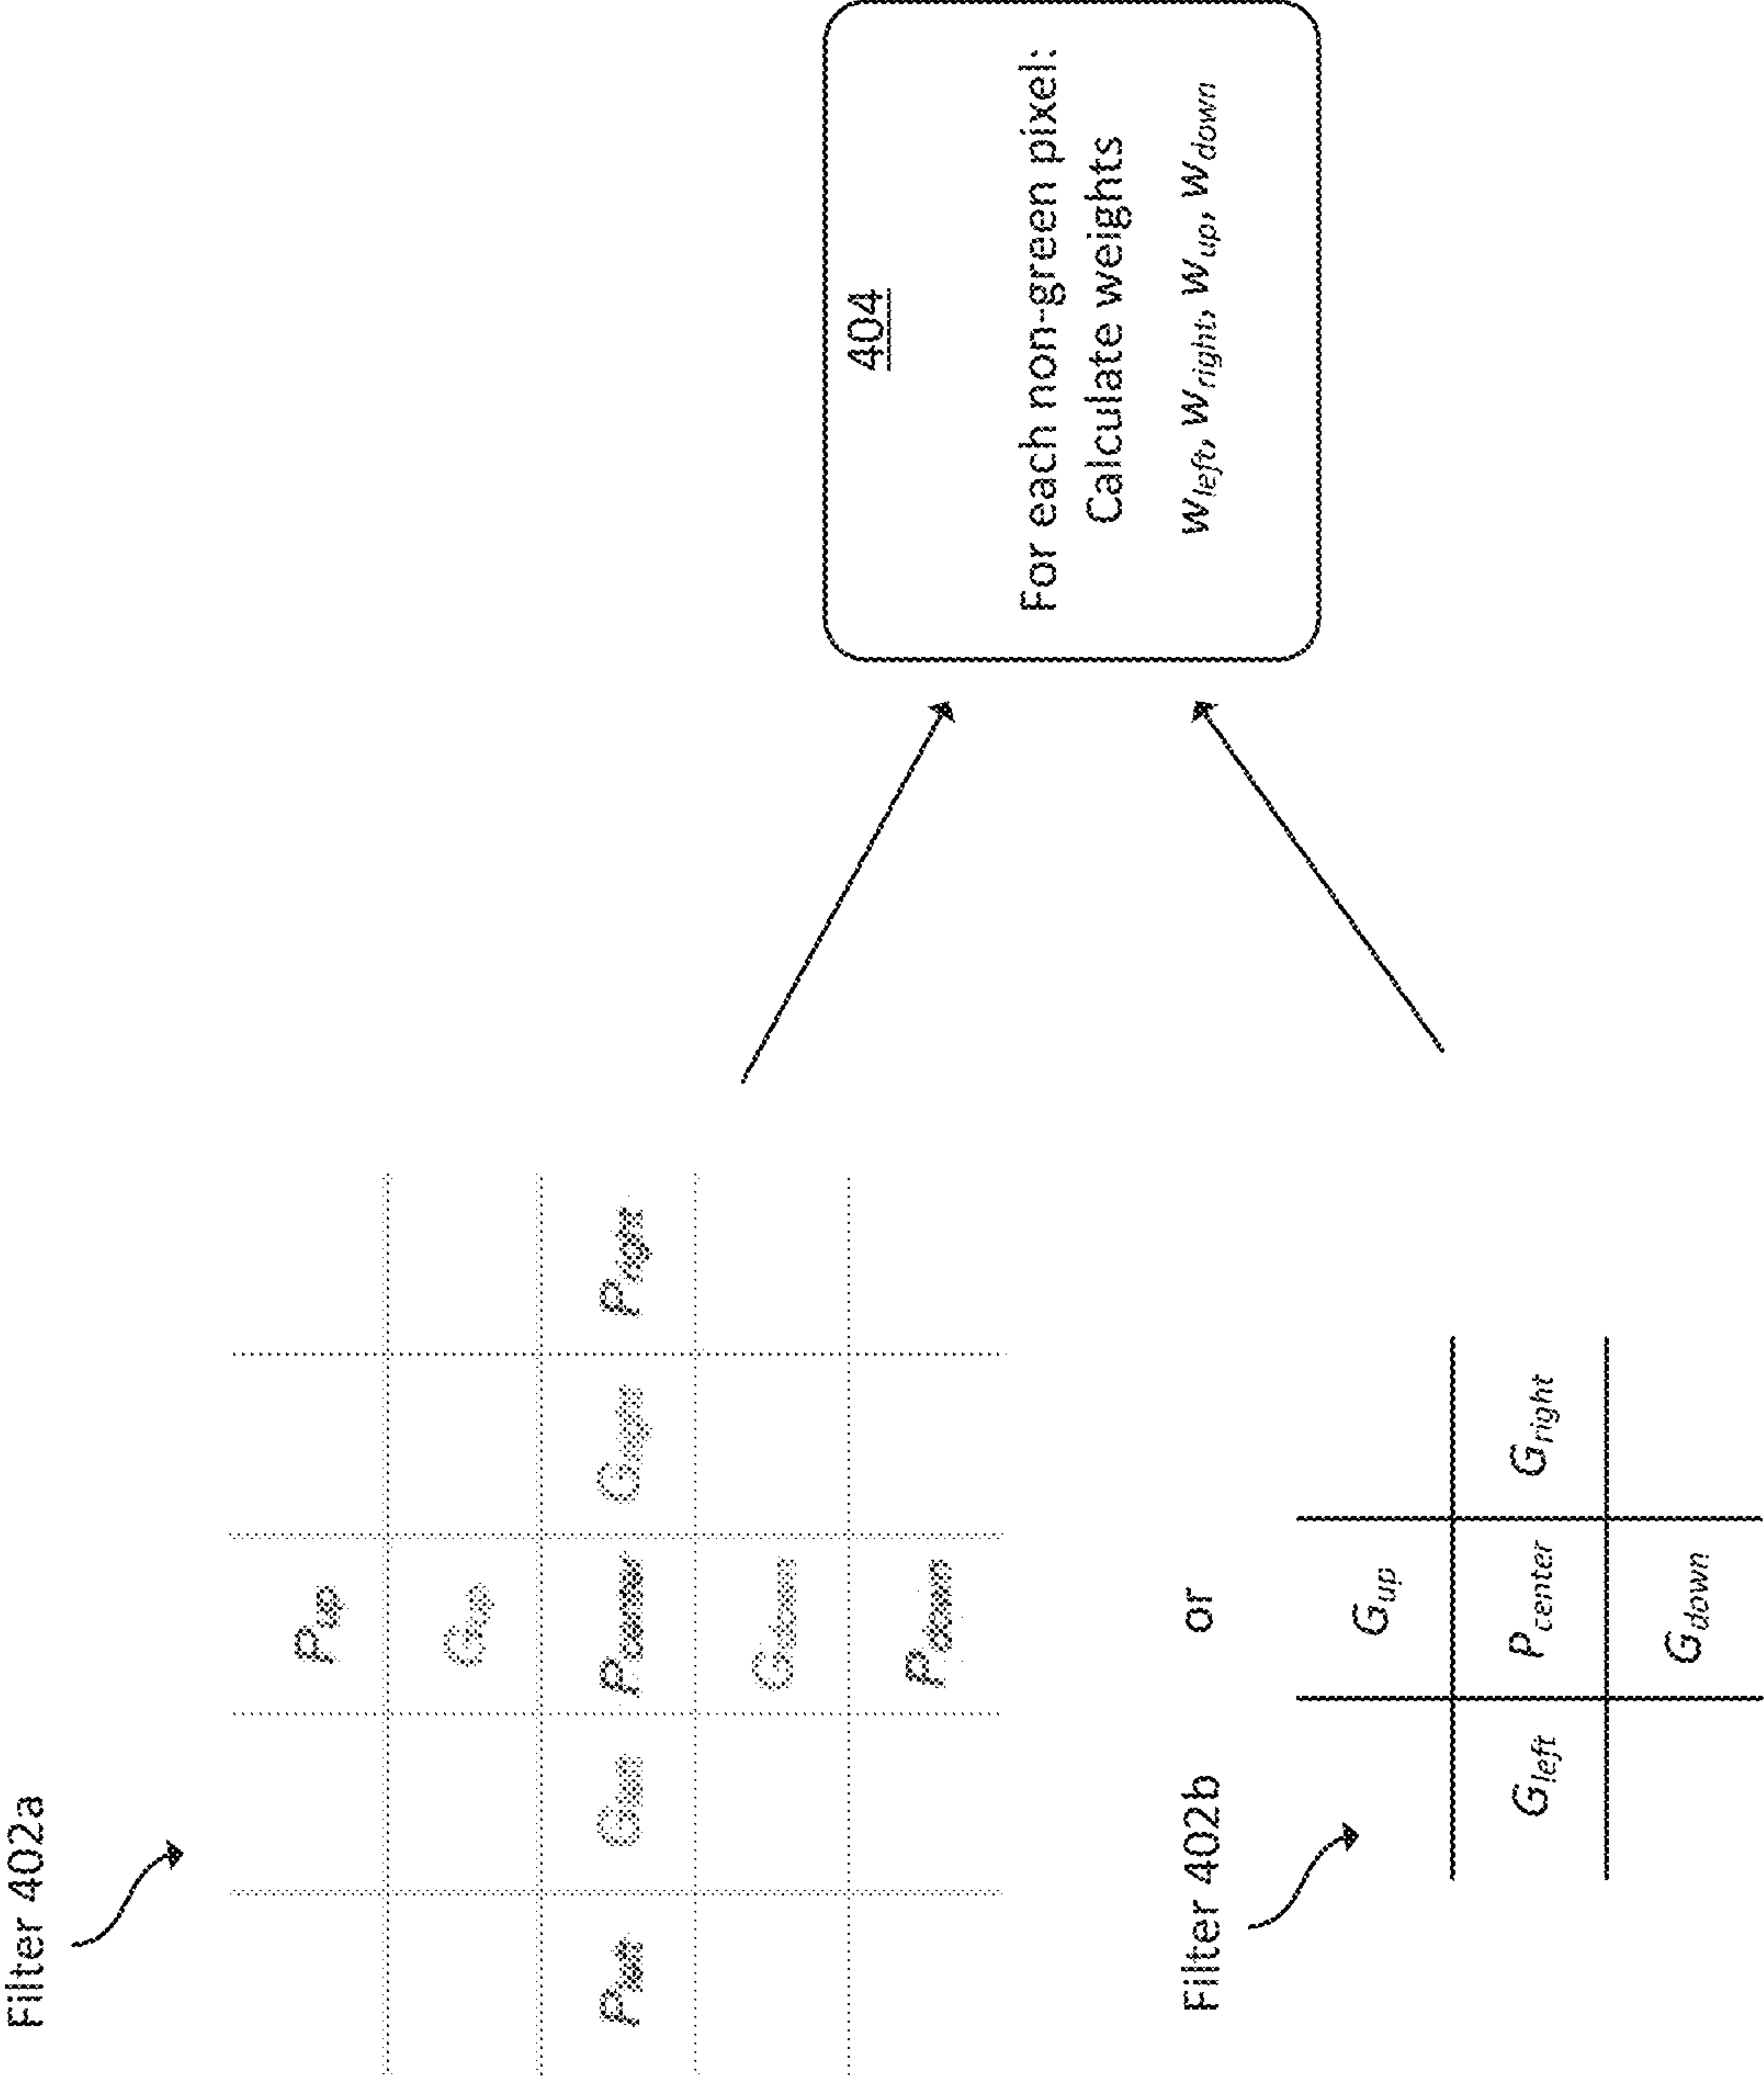 Filter 402a
P_up
G_up
P_left G_left P_center G_right P_right
G_down
P_down
or
Filter 402b
G_up
G_left P_center G_right
G_down
404
For each non-green pixel:
Calculate weights
w_left, w_right, w_up, w_down